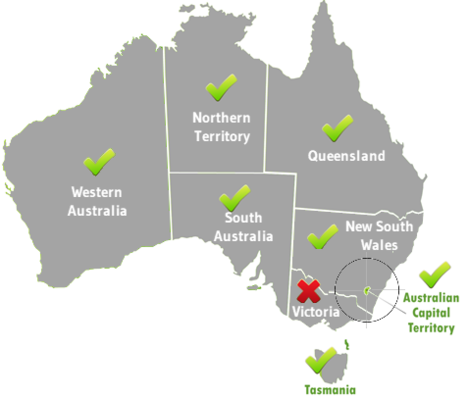 Northern
Territory
Queensland
Western
Australia
South
Australia
New South
Wales
Victoria
Australian
Capital
Territory
Tasmania